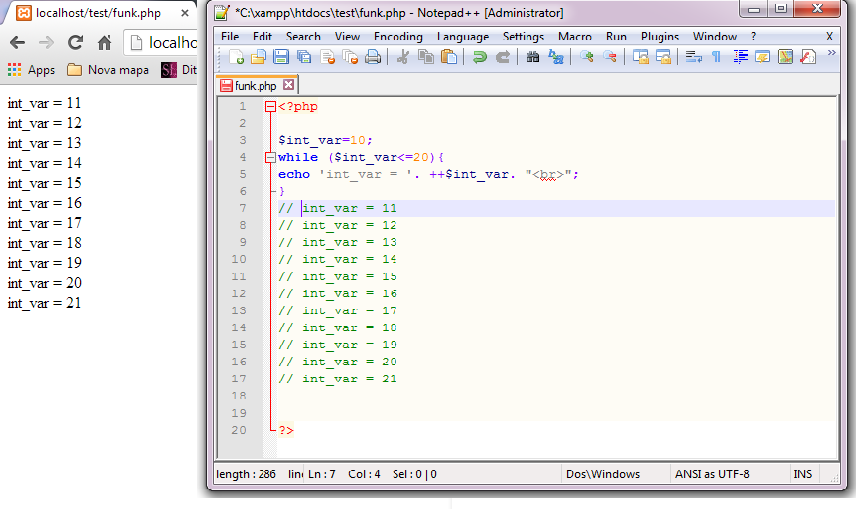 localhost/test/funk.php
localho
Apps
Nova mapa
Dit
int_var = 11
int_var = 12
int_var = 13
int_var = 14
int_var = 15
int_var = 16
int_var = 17
int_var = 18
int_var = 19
int_var = 20
int_var = 21
*C:\xampp\htdocs\test\funk.php - Notepad++ [Administrator]
File Edit Search View Encoding Language Settings Macro Run Plugins Window ? X
funk.php
1 <?php
2
3 $int_var=10;
4 while ($int_var<=20){
5 echo 'int_var = '. ++$int_var. "<br>";
6 }
7 // int_var = 11
8 // int_var = 12
9 // int_var = 13
10 // int_var = 14
11 // int_var = 15
12 // int_var = 16
13 // int_var = 17
14 // int_var = 18
15 // int_var = 19
16 // int_var = 20
17 // int_var = 21
18
19
20 ?>
length : 286 line Ln : 7 Col : 4 Sel : 0 | 0 Dos\Windows ANSI as UTF-8 INS